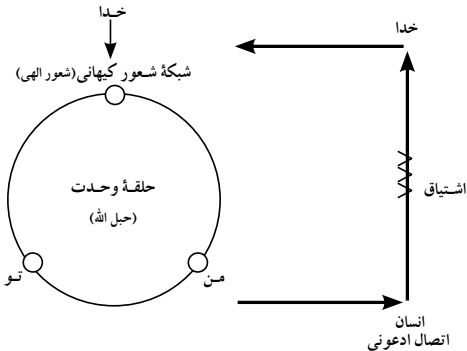 خدا
شبکهٔ شعور کیهانی(شعور الهی)
حلقهٔ وحدت
(حبل الله)
من
تو
خدا
اشتیاق
انسان
اتصال ادعونی